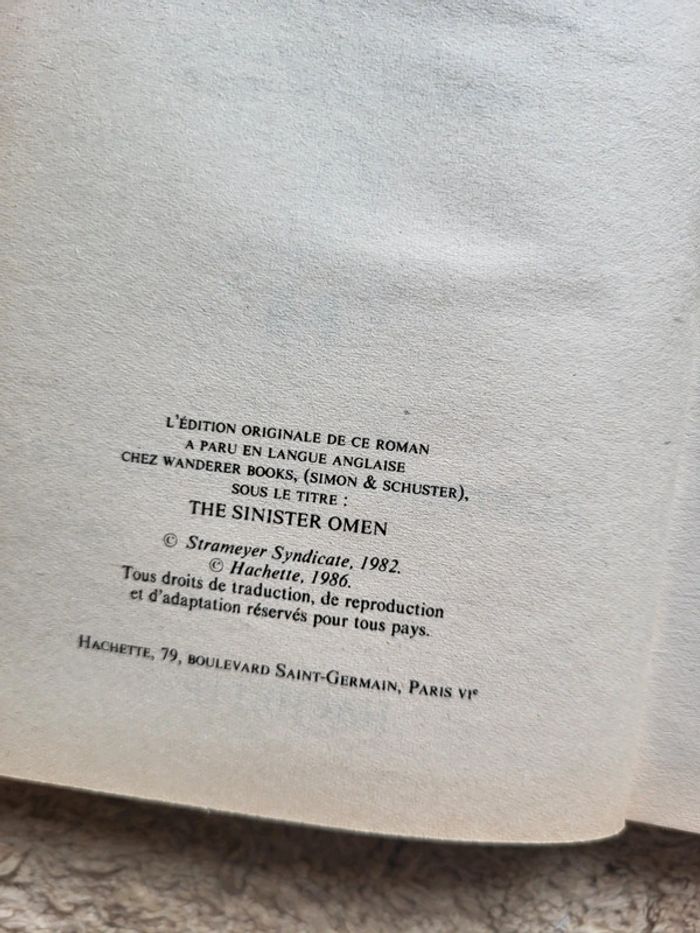 L'ÉDITION ORIGINALE DE CE ROMAN
A PARU EN LANGUE ANGLAISE
CHEZ WANDERER BOOKS, (SIMON & SCHUSTER),
SOUS LE TITRE :
THE SINISTER OMEN
© Strameyer Syndicate, 1982.
© Hachette, 1986.
Tous droits de traduction, de reproduction
et d'adaptation réservés pour tous pays.
HACHETTE, 79, BOULEVARD SAINT-GERMAIN, PARIS VIe